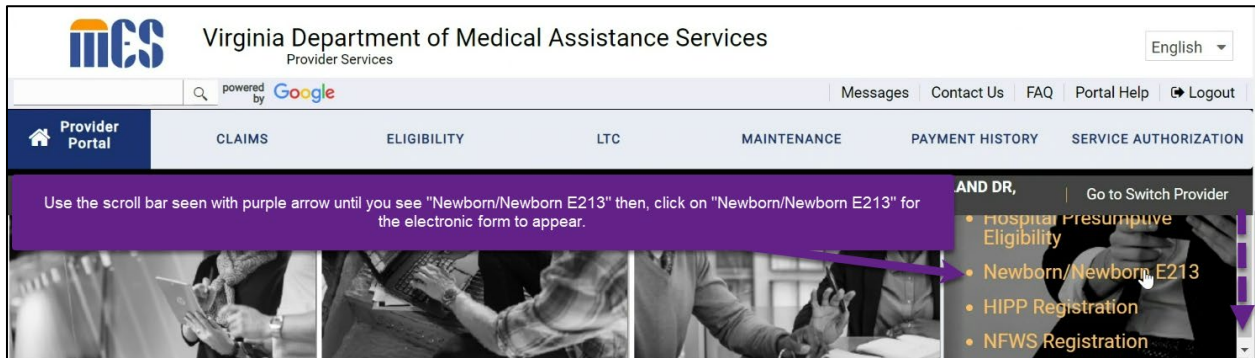 mes
Virginia Department of Medical Assistance Services
Provider Services
English
powered by Google
Messages
Contact Us
FAQ
Portal Help
Logout
Provider
Portal
CLAIMS
ELIGIBILITY
LTC
MAINTENANCE
PAYMENT HISTORY
SERVICE AUTHORIZATION
Use the scroll bar seen with purple arrow until you see "Newborn/Newborn E213" then, click on "Newborn/Newborn E213" for
the electronic form to appear.
AND DR,
Go to Switch Provider
• Hospital Presumptive
Eligibility
• Newborn/Newborn E213
• HIPP Registration
• NFWS Registration